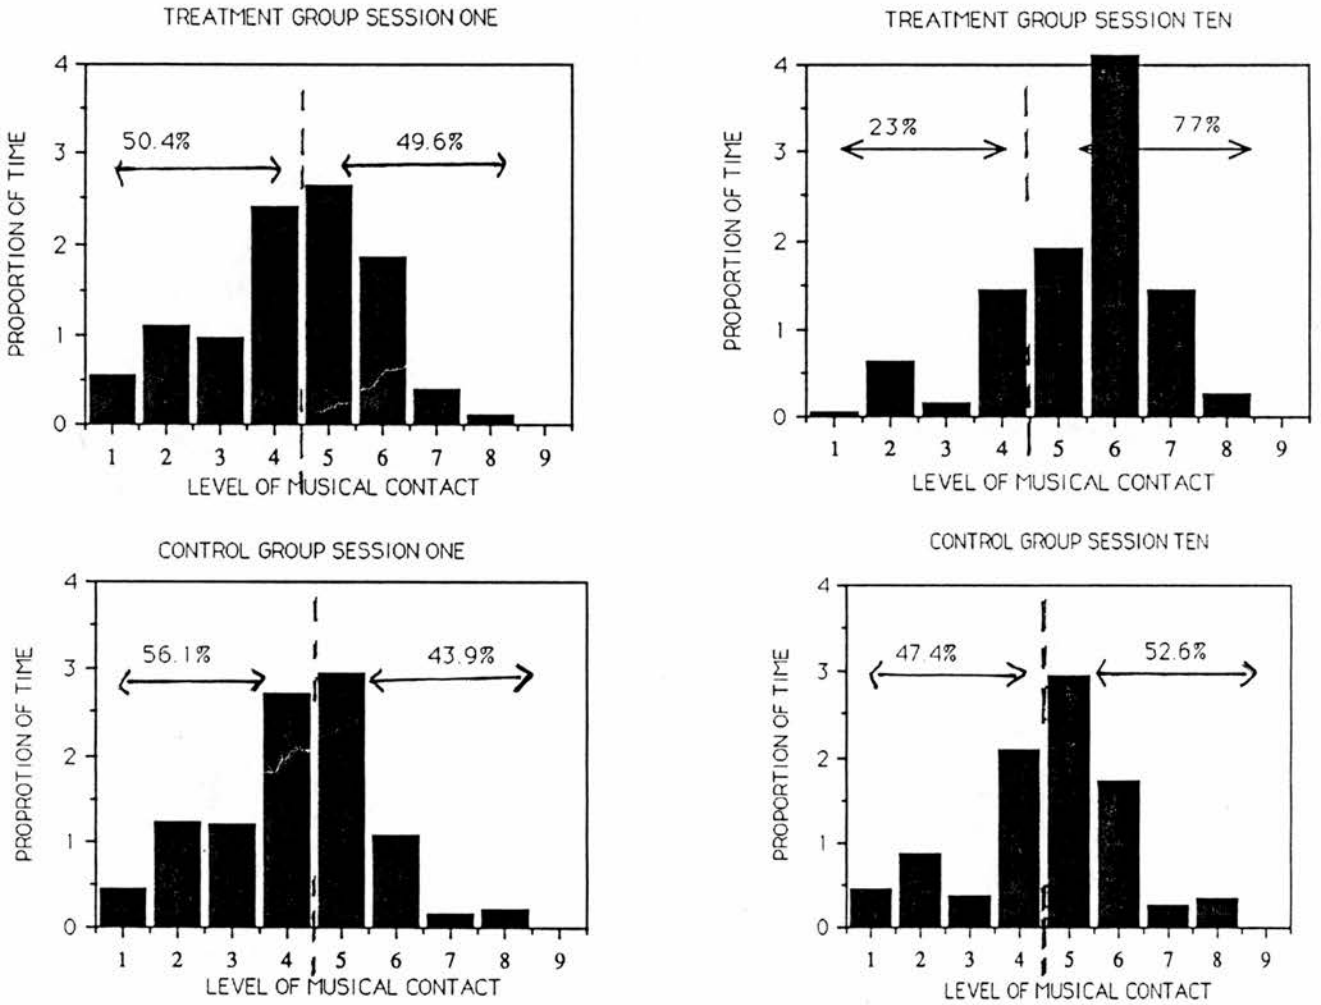 TREATMENT GROUP SESSION ONE
PROPORTION OF TIME
4
3
2
1
0
50.4%
49.6%
1 2 3 4 5 6 7 8 9
LEVEL OF MUSICAL CONTACT
TREATMENT GROUP SESSION TEN
PROPORTION OF TIME
4
3
2
1
0
23%
77%
1 2 3 4 5 6 7 8 9
LEVEL OF MUSICAL CONTACT
CONTROL GROUP SESSION ONE
PROPROTION OF TIME
4
3
2
1
0
56.1%
43.9%
1 2 3 4 5 6 7 8 9
LEVEL OF MUSICAL CONTACT
CONTROL GROUP SESSION TEN
PROPORTION OF TIME
4
3
2
1
0
47.4%
52.6%
1 2 3 4 5 6 7 8 9
LEVEL OF MUSICAL CONTACT